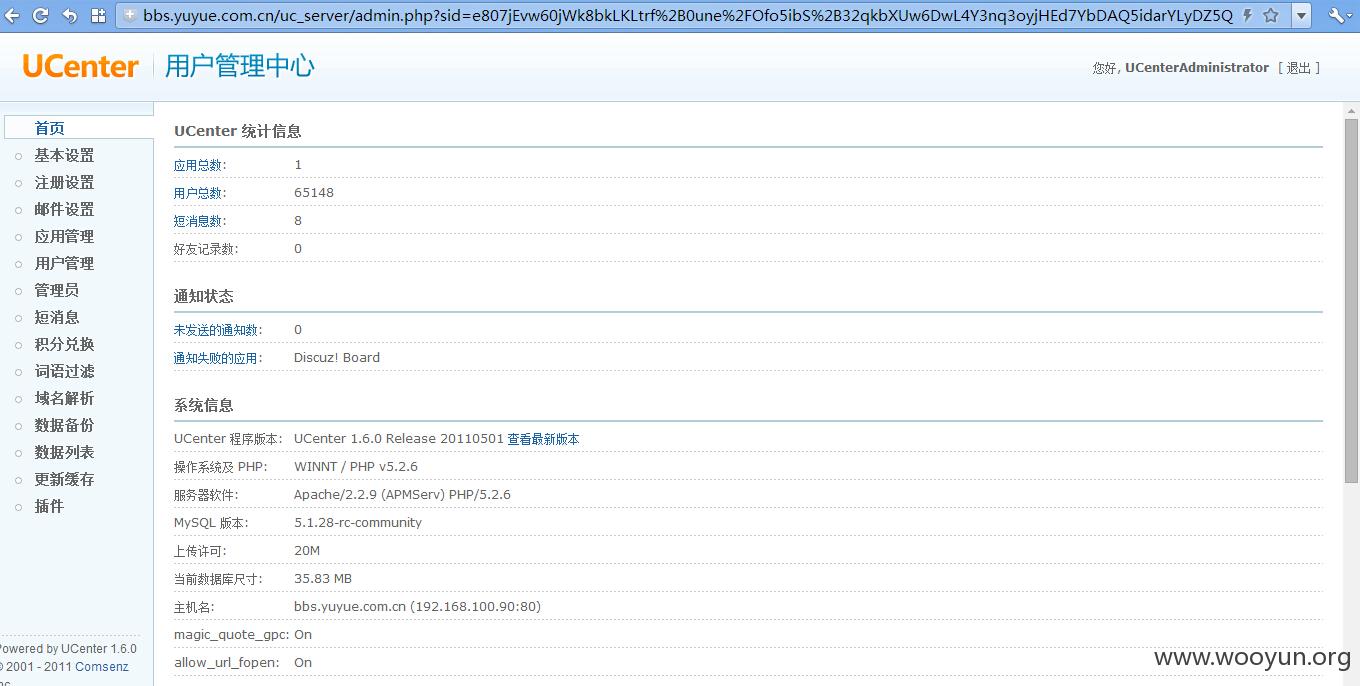 bbs.yuyue.com.cn/uc_server/admin.php?sid=e807jEvw60jWk8bkLKLtrf%2B0une%2FOfo5ibS%2B32qkbXUw6DwL4Y3nq3oyjHEd7YbDAQ5idarYLyDZ5Q
UCenter 用户管理中心
您好, UCenterAdministrator [ 退出 ]
首页
基本设置
注册设置
邮件设置
应用管理
用户管理
管理员
短消息
积分兑换
词语过滤
域名解析
数据备份
数据列表
更新缓存
插件
Powered by UCenter 1.6.0
© 2001 - 2011 Comsenz
UCenter 统计信息
应用总数: 1
用户总数: 65148
短消息数: 8
好友记录数: 0
通知状态
未发送的通知数: 0
通知失败的应用: Discuz! Board
系统信息
UCenter 程序版本: UCenter 1.6.0 Release 20110501 查看最新版本
操作系统及 PHP: WINNT / PHP v5.2.6
服务器软件: Apache/2.2.9 (APMServ) PHP/5.2.6
MySQL 版本: 5.1.28-rc-community
上传许可: 20M
当前数据库尺寸: 35.83 MB
主机名: bbs.yuyue.com.cn (192.168.100.90:80)
magic_quote_gpc: On
allow_url_fopen: On
www.wooyun.org